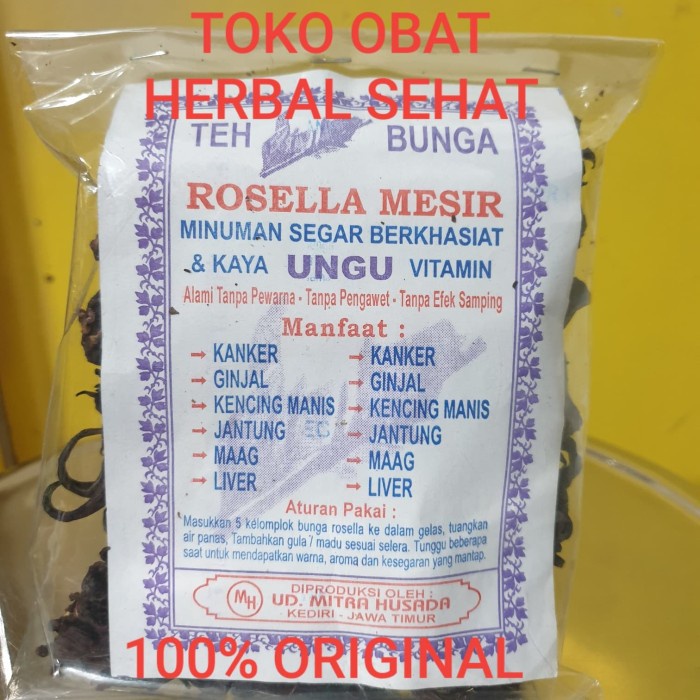 TOKO OBAT
HERBAL SEHAT
TEH BUNGA
ROSELLA MESIR
MINUMAN SEGAR BERKHASIAT
& KAYA UNGU VITAMIN
Alami Tanpa Pewarna - Tanpa Pengawet - Tanpa Efek Samping
Manfaat :
→ KANKER → KANKER
→ GINJAL → GINJAL
→ KENCING MANIS → KENCING MANIS
→ JANTUNG → JANTUNG
→ MAAG → MAAG
→ LIVER → LIVER
Aturan Pakai :
Masukkan 5 kelomplok bunga rosella ke dalam gelas, tuangkan
air panas, Tambahkan gula / madu sesuai selera. Tunggu beberapa
saat untuk mendapatkan warna, aroma dan kesegaran yang mantap.
MH DIPRODUKSI OLEH :
UD. MITRA HUSADA
KEDIRI - JAWA TIMUR
100% ORIGINAL